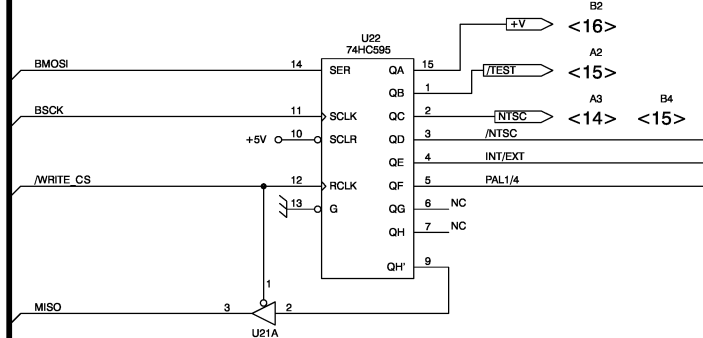 B2
+V <16>
U22
74HC595
A2
BMOSI 14 SER QA 15 /TEST <15>
QB 1
A3 B4
BSCK 11 SCLK QC 2 NTSC <14> <15>
+5V 10 SCLR QD 3 /NTSC
QE 4 INT/EXT
/WRITE_CS 12 RCLK QF 5 PAL1/4
13 G QG 6 NC
QH 7 NC
QH' 9
1
MISO 3 2
U21A